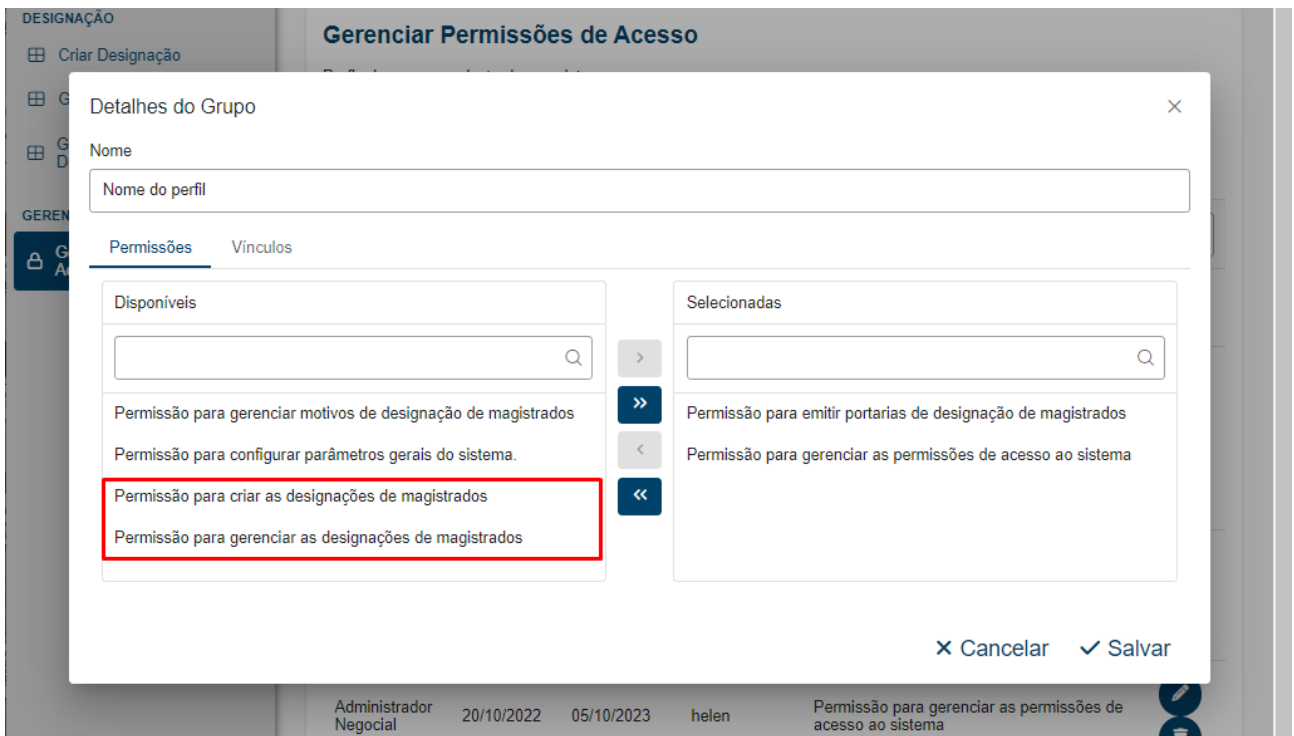 DESIGNAÇÃO
Criar Designação
G
G
D
GEREN
G
Gerenciar Permissões de Acesso
Detalhes do Grupo
Nome
Nome do perfil
Permissões Vínculos
Disponíveis
Permissão para gerenciar motivos de designação de magistrados
Permissão para configurar parâmetros gerais do sistema.
Permissão para criar as designações de magistrados
Permissão para gerenciar as designações de magistrados
Selecionadas
Permissão para emitir portarias de designação de magistrados
Permissão para gerenciar as permissões de acesso ao sistema
Cancelar Salvar
Administrador
Negocial
20/10/2022 05/10/2023 helen
Permissão para gerenciar as permissões de
acesso ao sistema